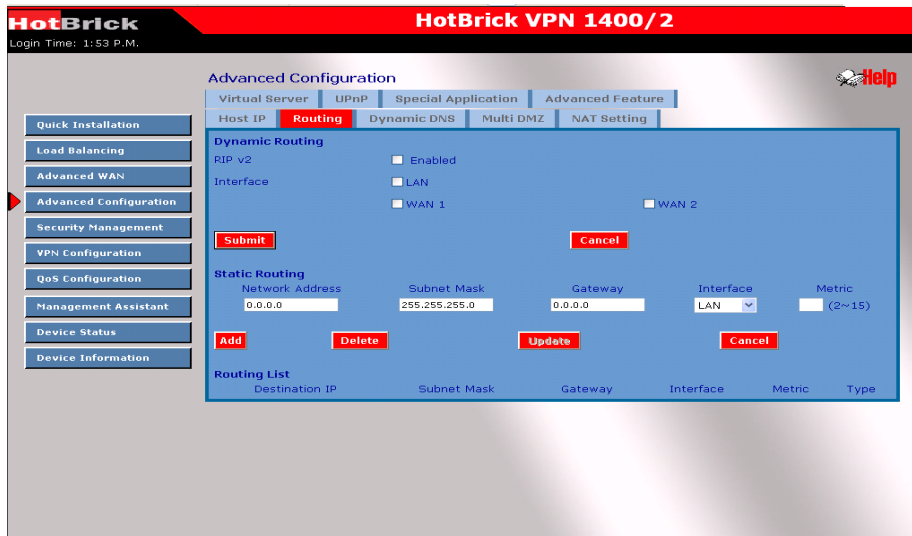 HotBrick
HotBrick VPN 1400/2
Login Time: 1:53 P.M.
Advanced Configuration
Help
Virtual Server UPnP Special Application Advanced Feature
Host IP Routing Dynamic DNS Multi DMZ NAT Setting
Quick Installation
Load Balancing
Advanced WAN
Advanced Configuration
Security Management
VPN Configuration
QoS Configuration
Management Assistant
Device Status
Device Information
Dynamic Routing
RIP v2 Enabled
Interface LAN
WAN 1 WAN 2
Submit Cancel
Static Routing
Network Address Subnet Mask Gateway Interface Metric
0.0.0.0 255.255.255.0 0.0.0.0 LAN (2~15)
Add Delete Update Cancel
Routing List
Destination IP Subnet Mask Gateway Interface Metric Type